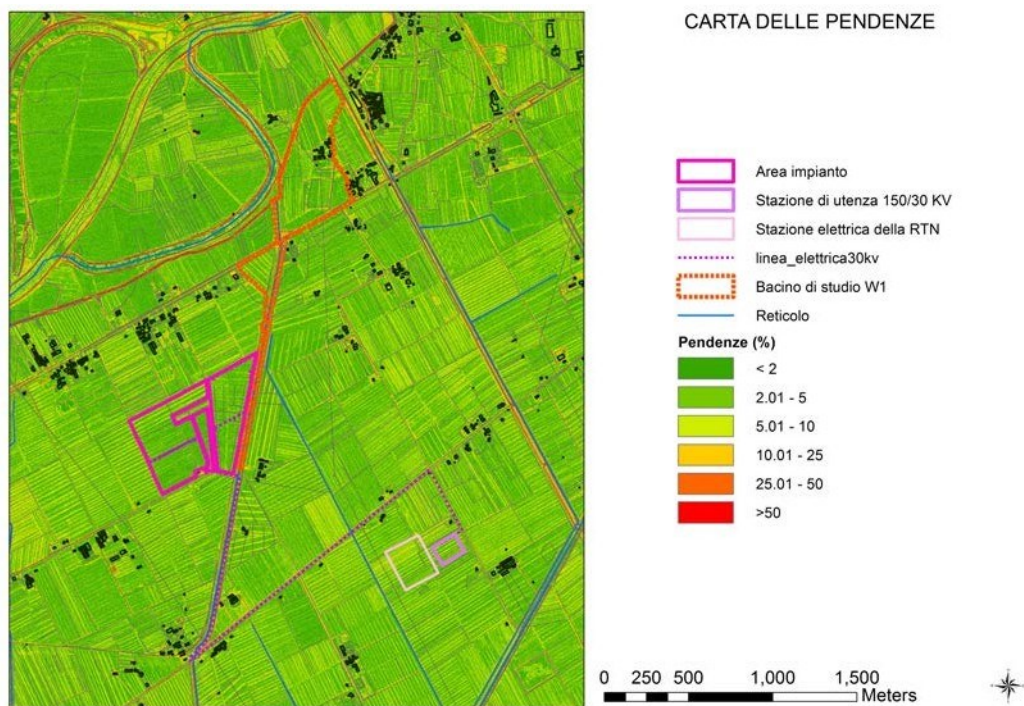 CARTA DELLE PENDENZE
Area impianto
Stazione di utenza 150/30 KV
Stazione elettrica della RTN
linea_elettrica30kv
Bacino di studio W1
Reticolo
Pendenze (%)
< 2
2.01 - 5
5.01 - 10
10.01 - 25
25.01 - 50
>50
0 250 500 1,000 1,500
Meters